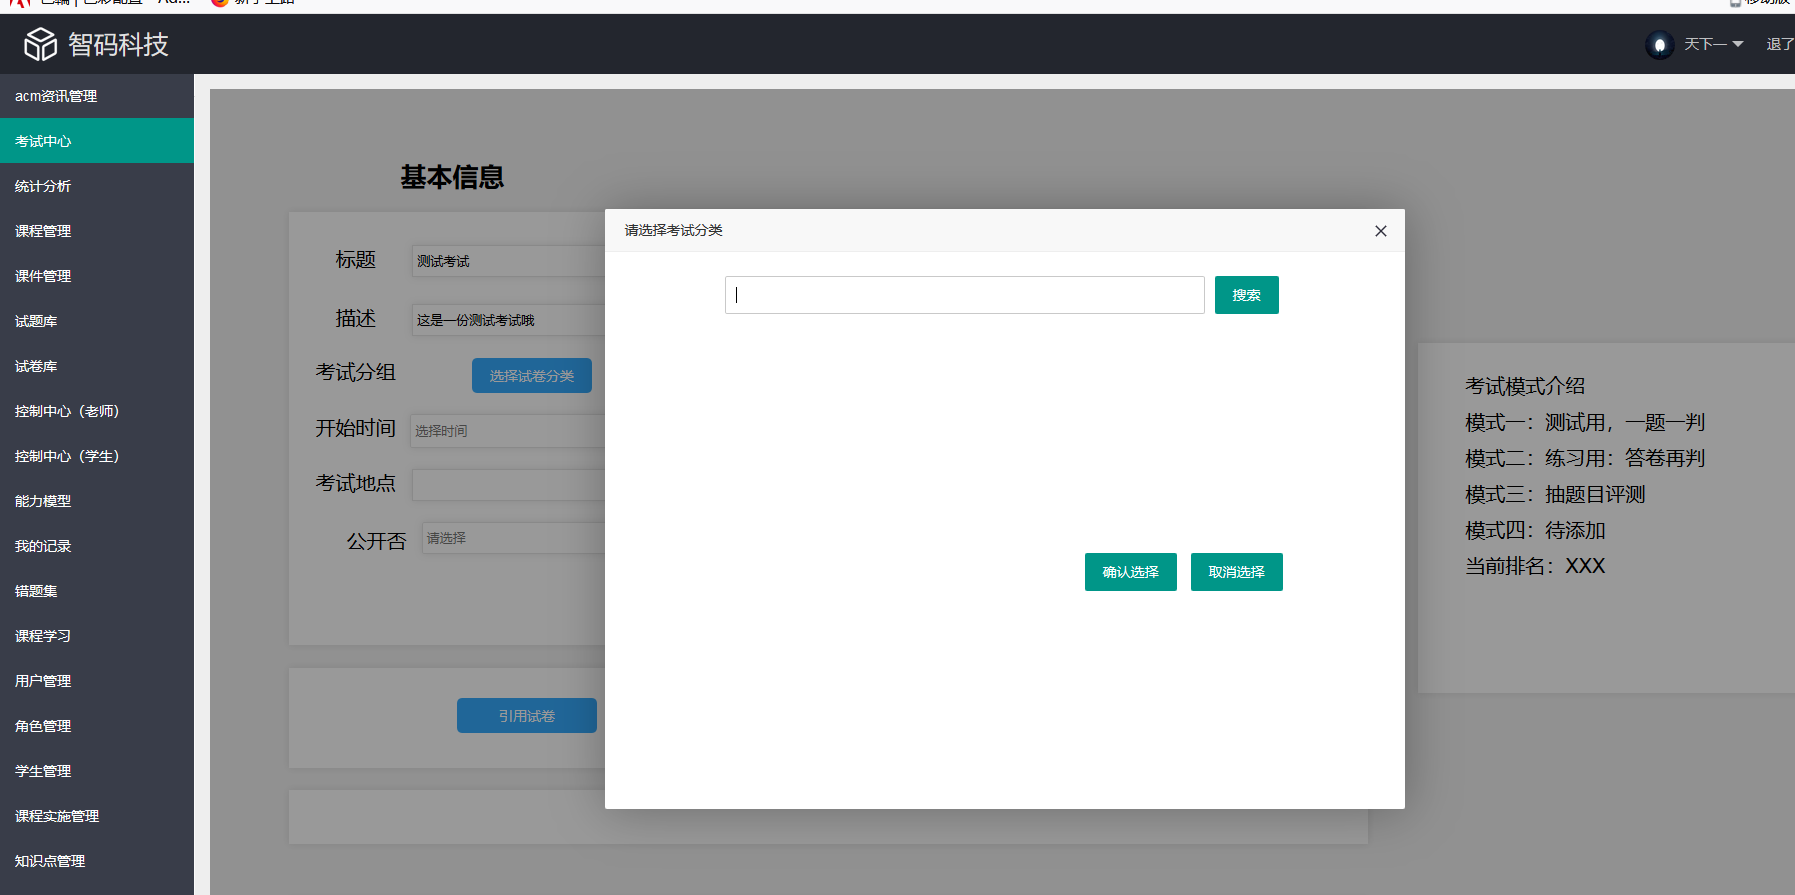 智码科技
天下一
acm资讯管理
考试中心
统计分析
课程管理
课件管理
试题库
试卷库
控制中心（老师）
控制中心（学生）
能力模型
我的记录
错题集
课程学习
用户管理
角色管理
学生管理
课程实施管理
知识点管理
基本信息
标题
测试考试
描述
这是一份测试考试哦
考试分组
选择试卷分类
开始时间
选择时间
考试地点
公开否
请选择
引用试卷
请选择考试分类
搜索
确认选择
取消选择
考试模式介绍
模式一：测试用，一题一判
模式二：练习用：答卷再判
模式三：抽题目评测
模式四：待添加
当前排名：XXX